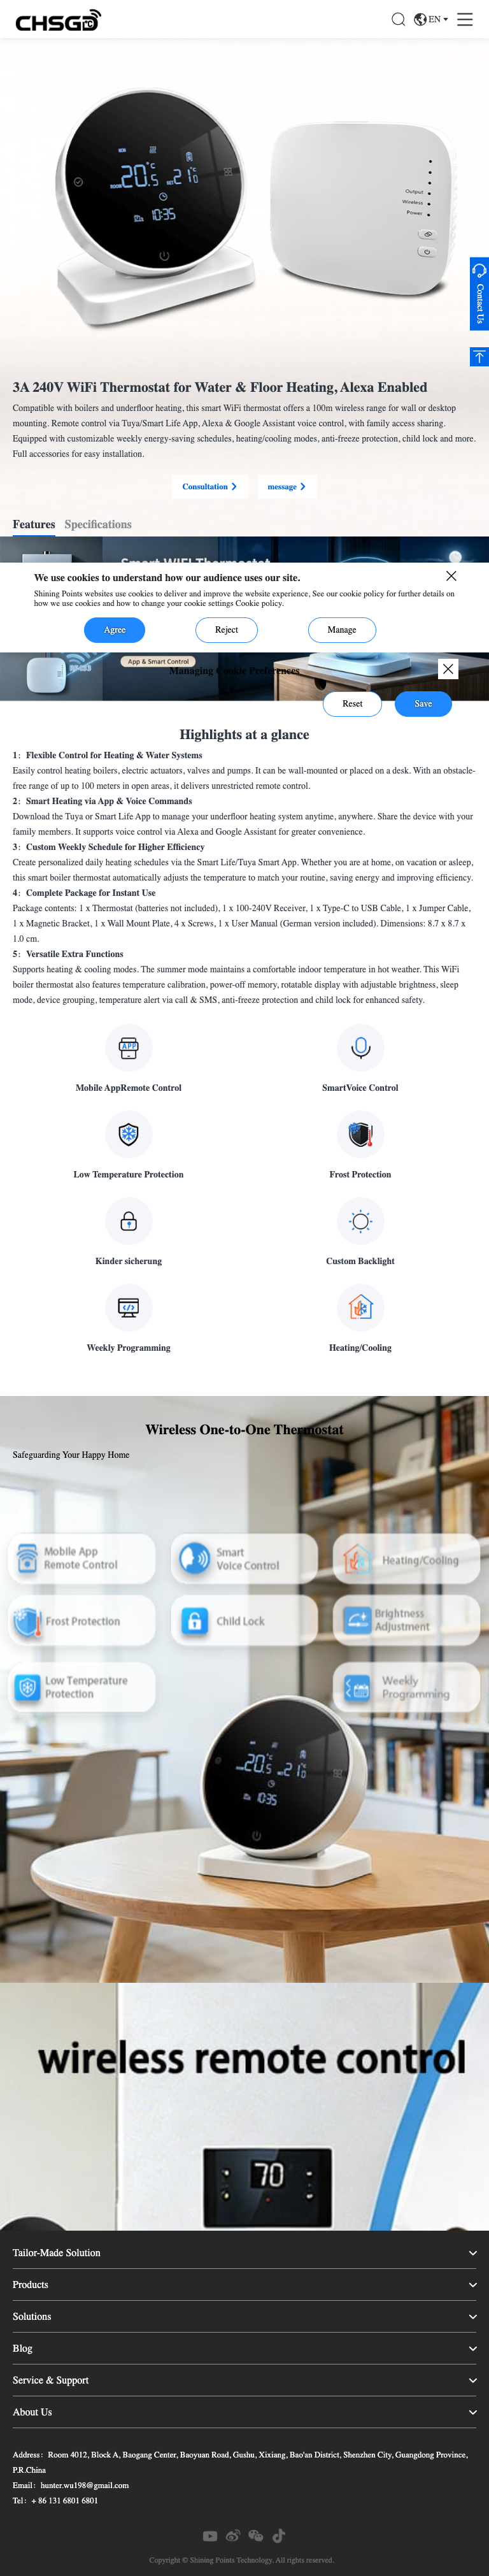 CHSGD
EN
20.5 °C SET 21.0 °C
10:35
Output
Wireless
Power
Contact Us
3A 240V WiFi Thermostat for Water & Floor Heating, Alexa Enabled
Compatible with boilers and underfloor heating, this smart WiFi thermostat offers a 100m wireless range for wall or desktop
mounting. Remote control via Tuya/Smart Life App, Alexa & Google Assistant voice control, with family access sharing.
Equipped with customizable weekly energy-saving schedules, heating/cooling modes, anti-freeze protection, child lock and more.
Full accessories for easy installation.
Consultation message
Features Specifications
We use cookies to understand how our audience uses our site.
Shining Points websites use cookies to deliver and improve the website experience, See our cookie policy for further details on
how we use cookies and how to change your cookie settings Cookie policy.
Agree Reject Manage
App & Smart Control
Managing Cookie Preferences
Reset Save
Highlights at a glance
1：Flexible Control for Heating & Water Systems
Easily control heating boilers, electric actuators, valves and pumps. It can be wall-mounted or placed on a desk. With an obstacle-
free range of up to 100 meters in open areas, it delivers unrestricted remote control.
2：Smart Heating via App & Voice Commands
Download the Tuya or Smart Life App to manage your underfloor heating system anytime, anywhere. Share the device with your
family members. It supports voice control via Alexa and Google Assistant for greater convenience.
3：Custom Weekly Schedule for Higher Efficiency
Create personalized daily heating schedules via the Smart Life/Tuya Smart App. Whether you are at home, on vacation or asleep,
this smart boiler thermostat automatically adjusts the temperature to match your routine, saving energy and improving efficiency.
4：Complete Package for Instant Use
Package contents: 1 x Thermostat (batteries not included), 1 x 100-240V Receiver, 1 x Type-C to USB Cable, 1 x Jumper Cable,
1 x Magnetic Bracket, 1 x Wall Mount Plate, 4 x Screws, 1 x User Manual (German version included). Dimensions: 8.7 x 8.7 x
1.0 cm.
5：Versatile Extra Functions
Supports heating & cooling modes. The summer mode maintains a comfortable indoor temperature in hot weather. This WiFi
boiler thermostat also features temperature calibration, power-off memory, rotatable display with adjustable brightness, sleep
mode, device grouping, temperature alert via call & SMS, anti-freeze protection and child lock for enhanced safety.
APP
Mobile AppRemote Control SmartVoice Control
Low Temperature Protection Frost Protection
Kinder sicherung Custom Backlight
Weekly Programming Heating/Cooling
Wireless One-to-One Thermostat
Safeguarding Your Happy Home
Mobile App
Remote Control
Smart
Voice Control
Heating/Cooling
Frost Protection
Child Lock
Brightness
Adjustment
Low Temperature
Protection
Weekly
Programming
wireless remote control
70
Tailor-Made Solution
Products
Solutions
Blog
Service & Support
About Us
Address：Room 4012, Block A, Baogang Center, Baoyuan Road, Gushu, Xixiang, Bao'an District, Shenzhen City, Guangdong Province,
P.R.China
Email：hunter.wu198@gmail.com
Tel：+ 86 131 6801 6801
Copyright © Shining Points Technology. All rights reserved.